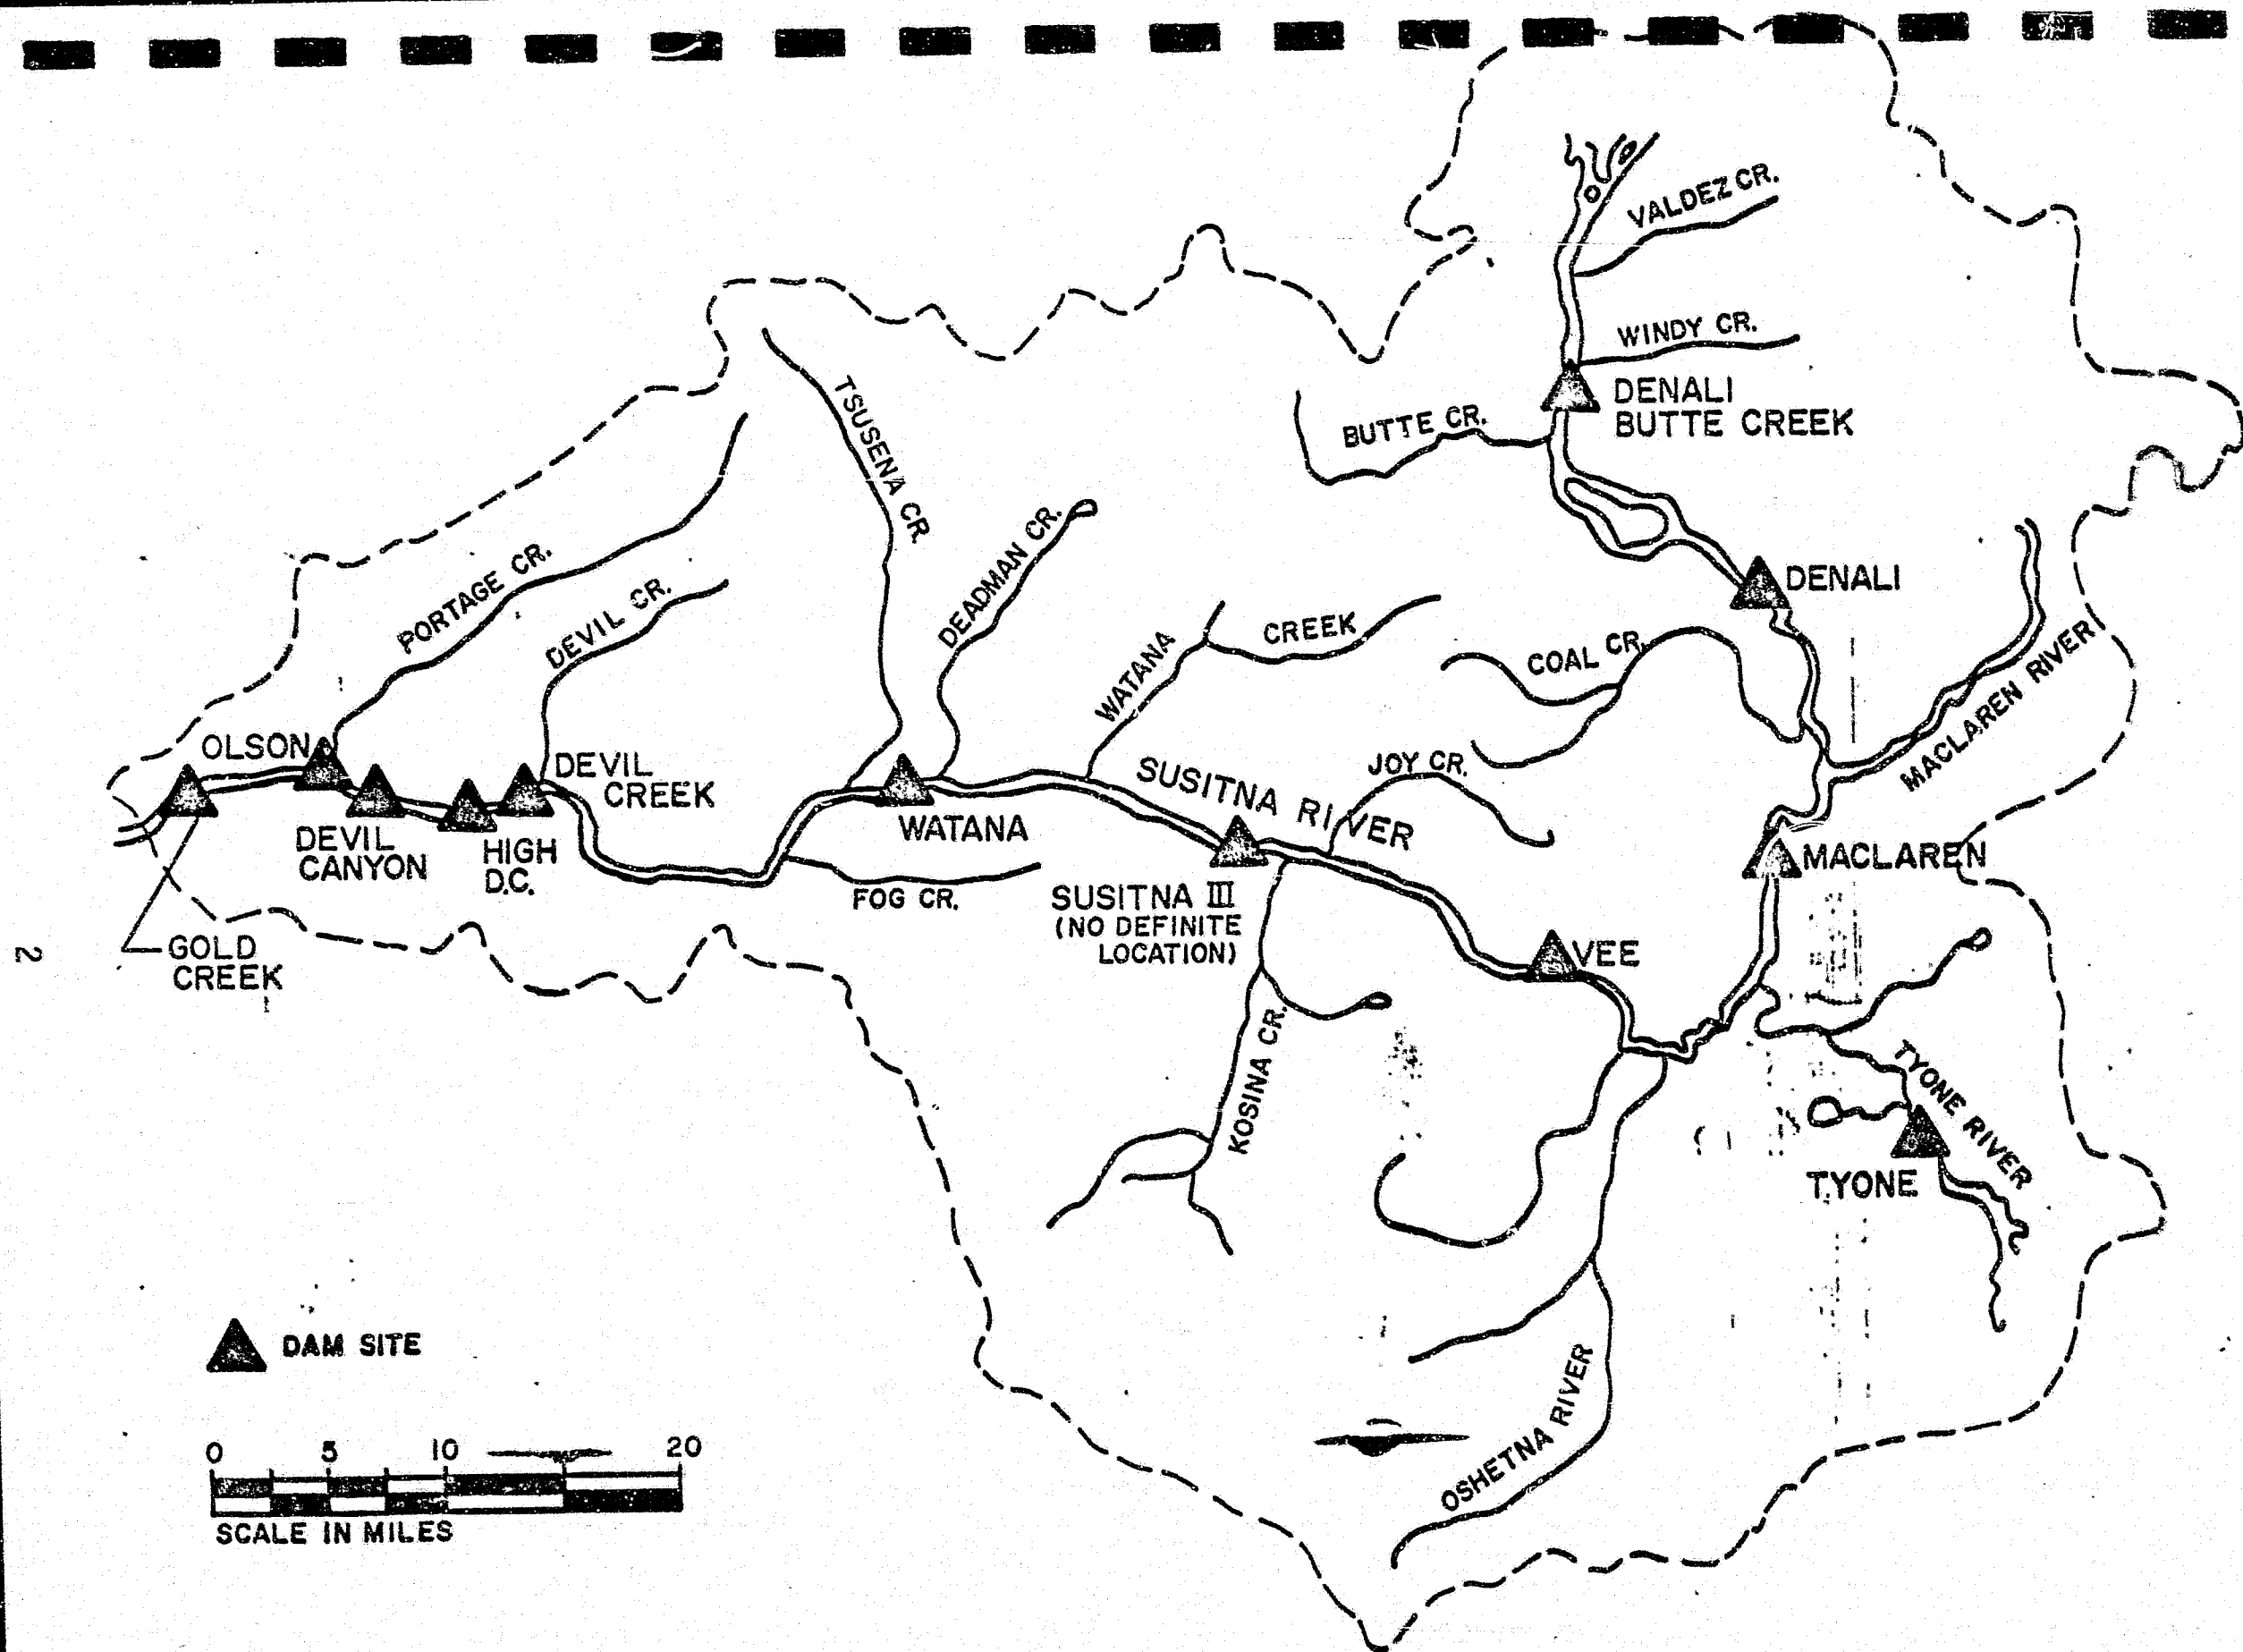 VALDEZ CR.
WINDY CR.
DENALI
BUTTE CREEK
BUTTE CR.
TSUSENA CR.
DEADMAN CR.
PORTAGE CR.
DEVIL CR.
WATANA
CREEK
COAL CR.
DENALI
MACLAREN RIVER
OLSON
DEVIL
CREEK
SUSITNA RIVER
JOY CR.
DEVIL
CANYON
HIGH
D.C.
WATANA
MACLAREN
FOG CR.
SUSITNA III
(NO DEFINITE
LOCATION)
VEE
GOLD
CREEK
2
KOSINA CR.
TYONE RIVER
TYONE
OSHETNA RIVER
DAM SITE
0 5 10 20
SCALE IN MILES